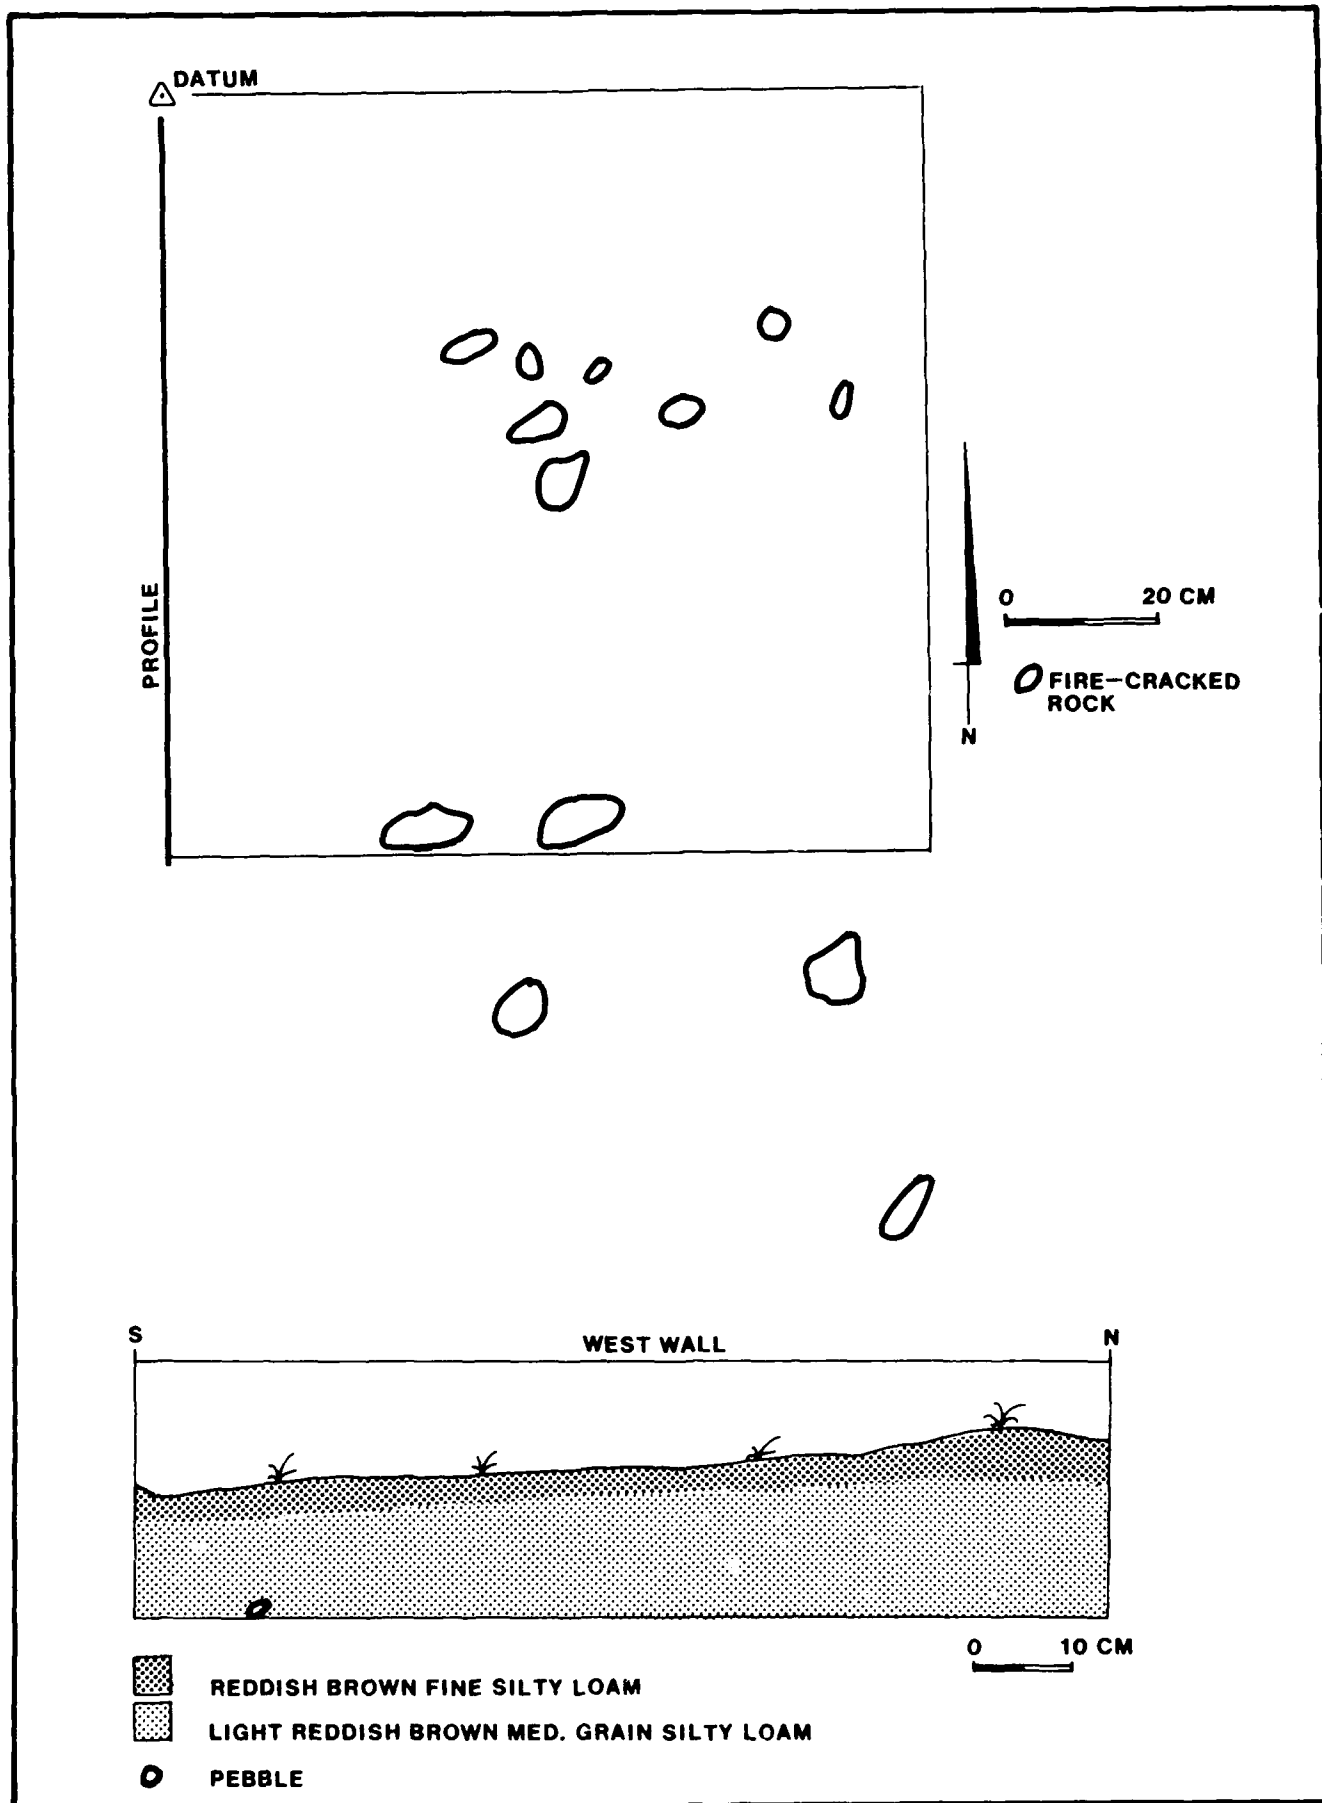 DATUM
PROFILE
0 20 CM
FIRE-CRACKED
ROCK
N
S WEST WALL N
0 10 CM
REDDISH BROWN FINE SILTY LOAM
LIGHT REDDISH BROWN MED. GRAIN SILTY LOAM
PEBBLE